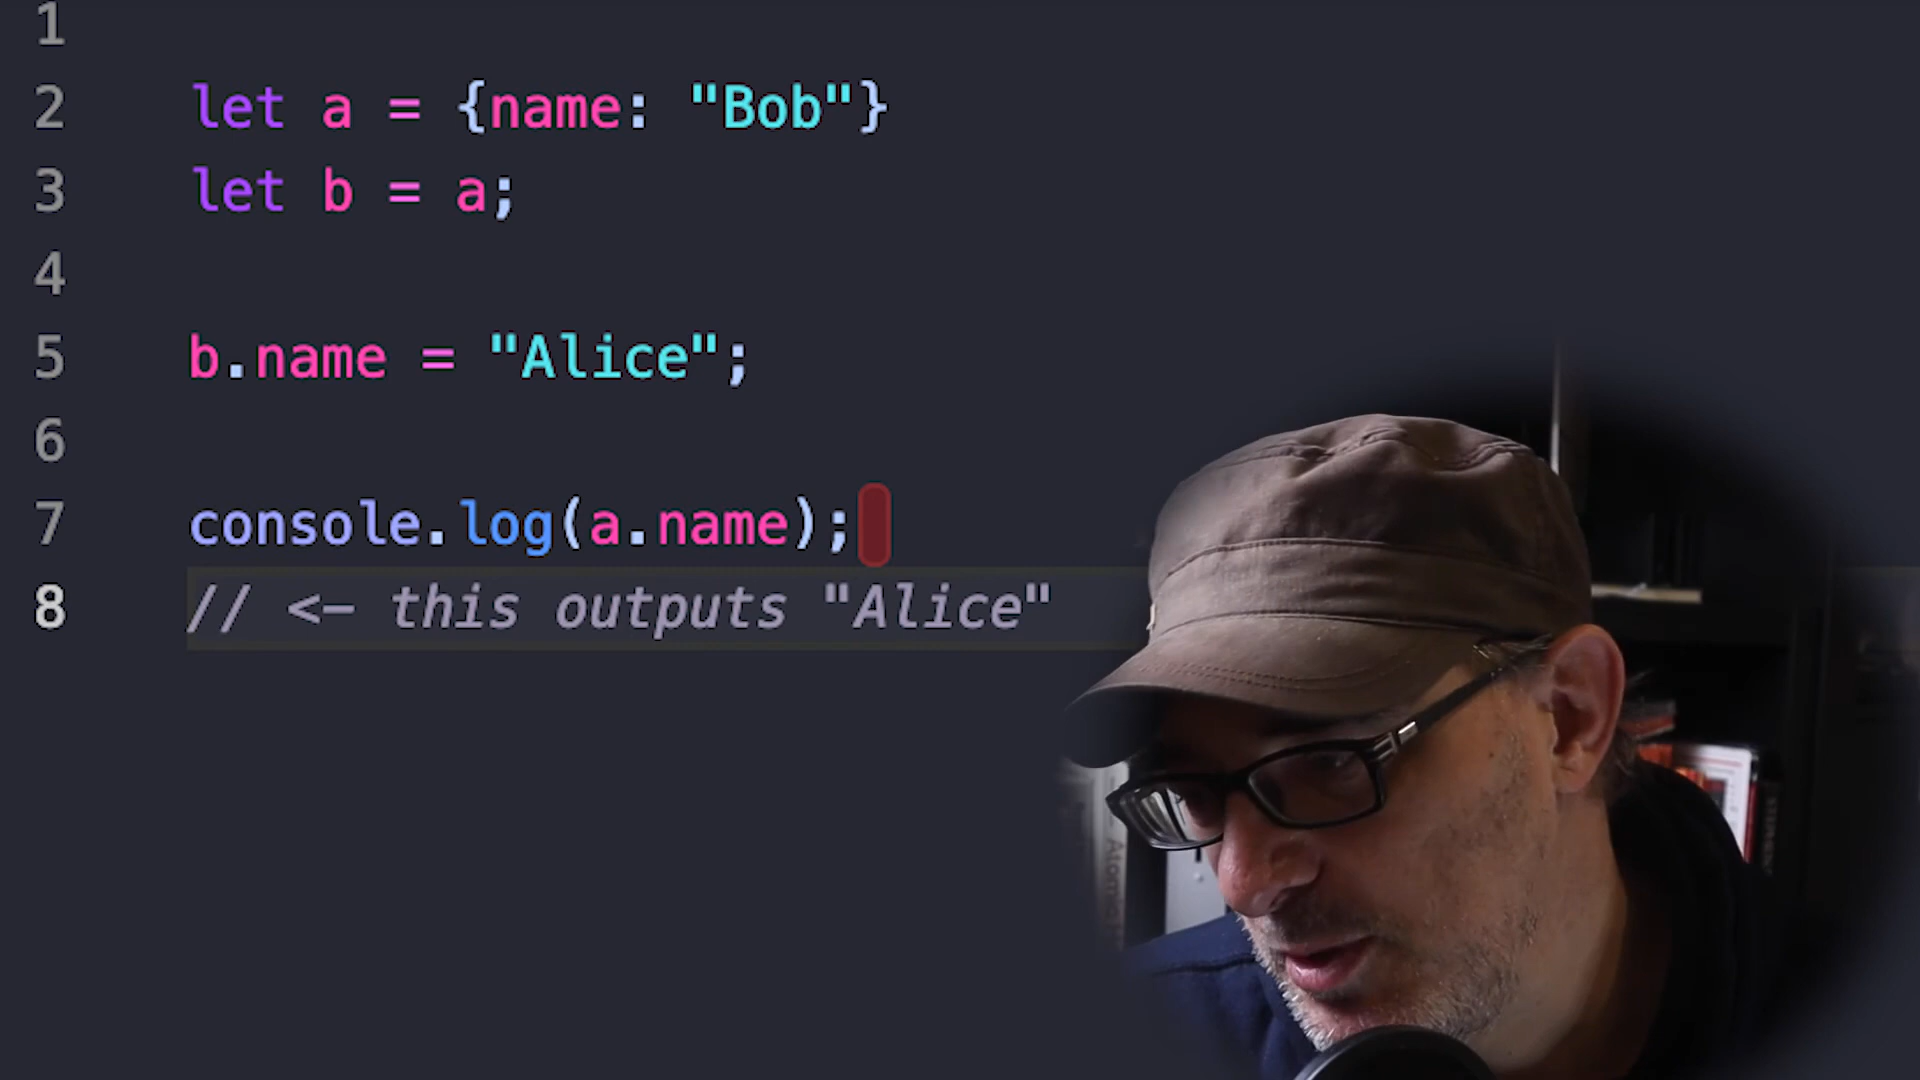 1
2 let a = {name: "Bob"}
3 let b = a;
4
5 b.name = "Alice";
6
7 console.log(a.name);
8 // <— this outputs "Alice"
Atomic